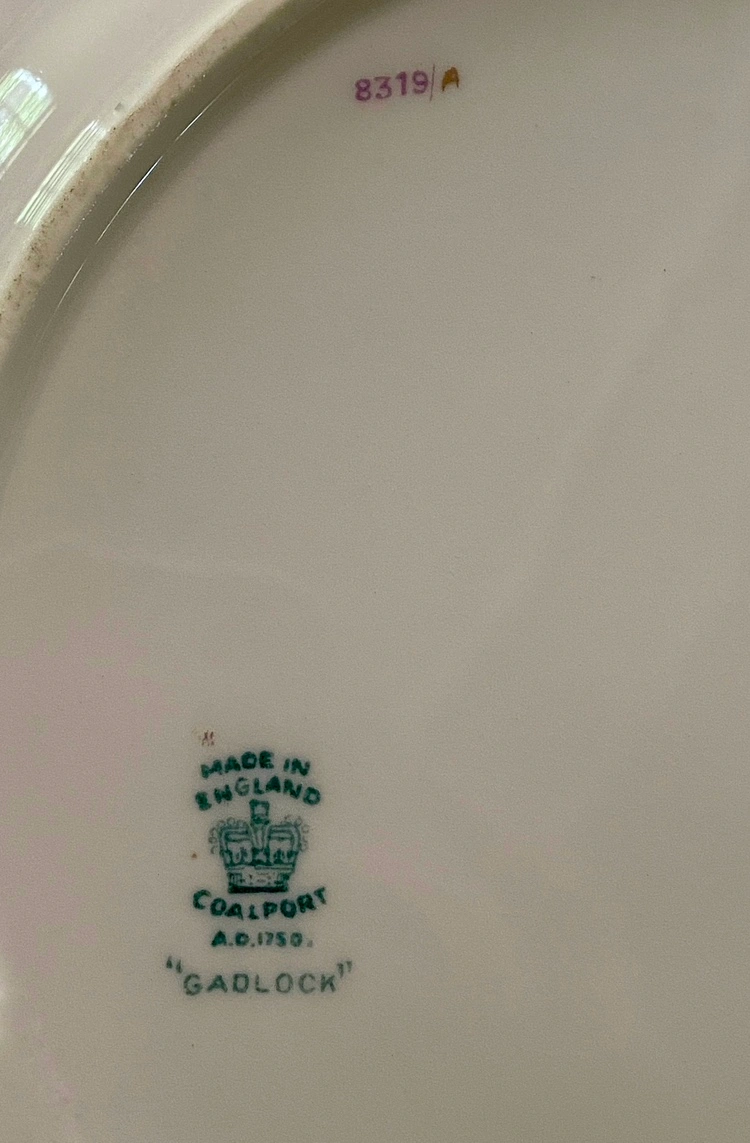 8319/A
MADE IN
ENGLAND
COALPORT
A.D.1750.
"GADLOCK"